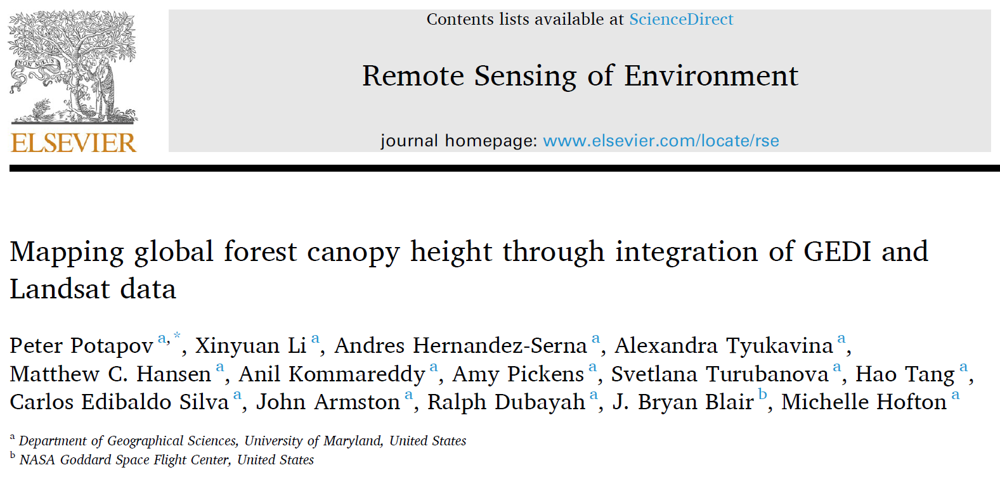 NON SOLUS
ELSEVIER
Contents lists available at ScienceDirect
Remote Sensing of Environment
journal homepage: www.elsevier.com/locate/rse
Mapping global forest canopy height through integration of GEDI and
Landsat data
Peter Potapov a,*, Xinyuan Li a, Andres Hernandez-Serna a, Alexandra Tyukavina a,
Matthew C. Hansen a, Anil Kommareddy a, Amy Pickens a, Svetlana Turubanova a, Hao Tang a,
Carlos Edibaldo Silva a, John Armston a, Ralph Dubayah a, J. Bryan Blair b, Michelle Hofton a
a Department of Geographical Sciences, University of Maryland, United States
b NASA Goddard Space Flight Center, United States